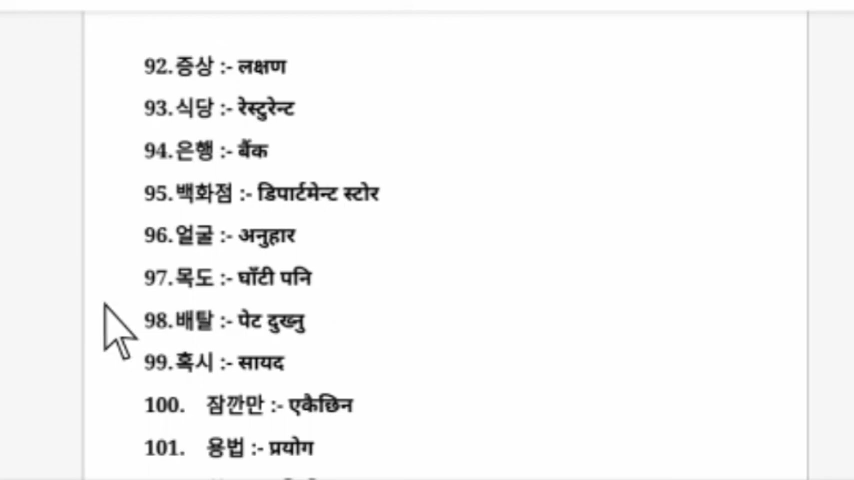 92. 증상 :- लक्षण
93. 식당 :- रेस्टुरेन्ट
94. 은행 :- बैंक
95. 백화점 :- डिपार्टमेन्ट स्टोर
96. 얼굴 :- अनुहार
97. 목도 :- घाँटी पनि
98. 배탈 :- पेट दुख्नु
99. 혹시 :- सायद
100. 잠깐만 :- एकैछिन
101. 용법 :- प्रयोग